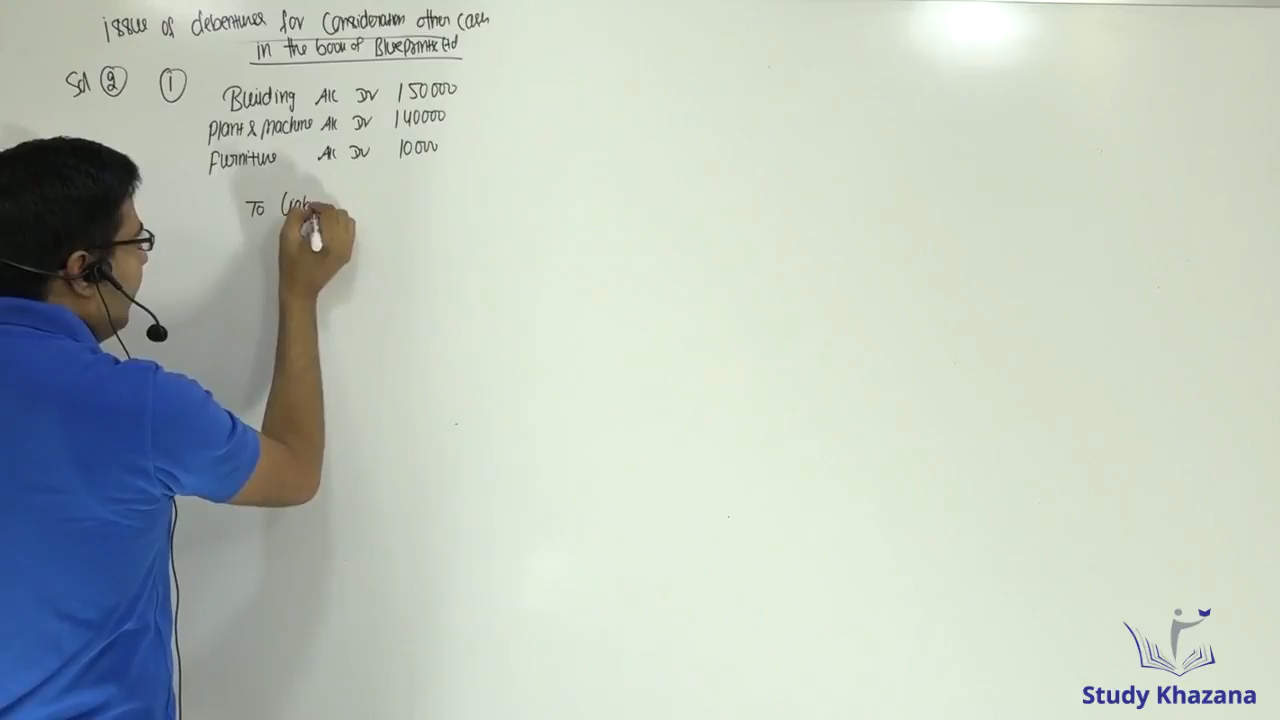 issue of debentures for Consideration other cash
in the book of Blueprints Ltd
Sol ② ① Building A/c Dr 150000
Plant & Machine A/c Dr 140000
Furniture A/c Dr 10000
To
Study Khazana